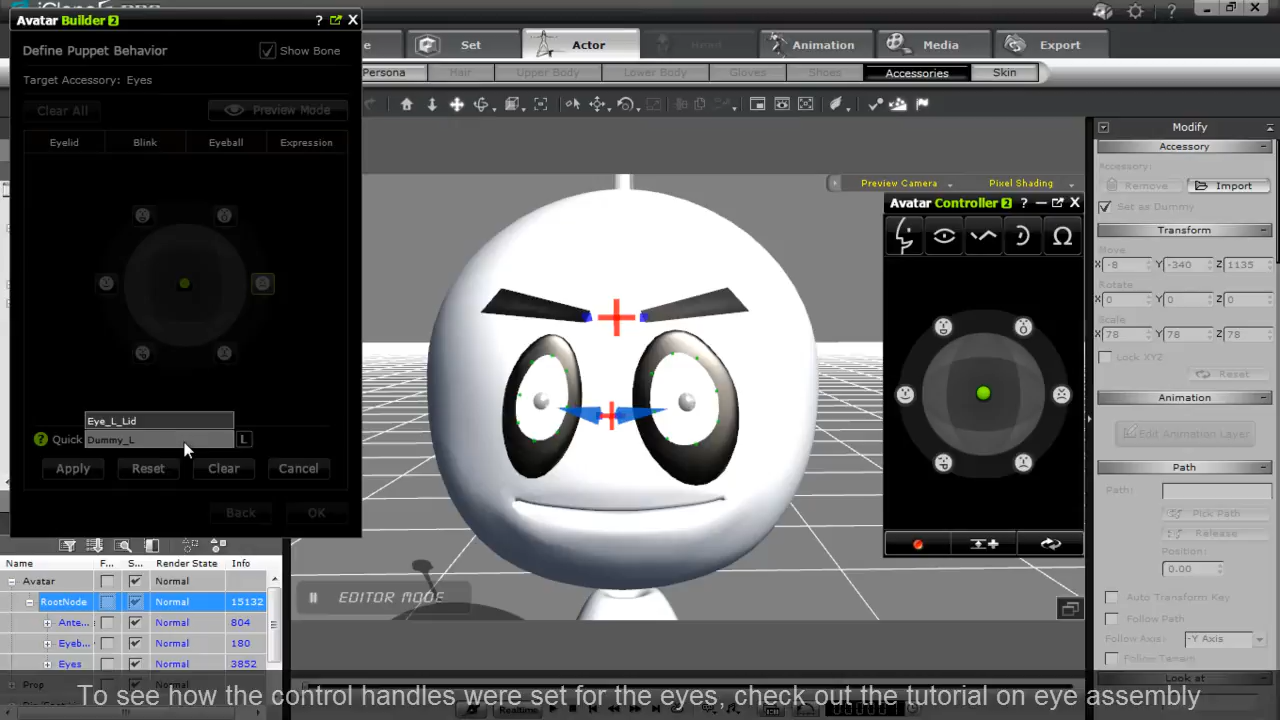 Avatar Builder 2 ? X
Define Puppet Behavior Show Bone
Target Accessory: Eyes
Clear All Preview Mode
Eyelid Blink Eyeball Expression
Eye_L_Lid
Quick Dummy_L L
Apply Reset Clear Cancel
Back OK
Name F... S... Render State Info
Avatar Normal
RootNode Normal 15132
Ante... Normal 804
Eyeb... Normal 180
Eyes Normal 3852
Prop Normal
Set Actor Head Animation Media Export
Persona Hair Upper Body Lower Body Gloves Shoes Accessories Skin
Preview Camera Pixel Shading
Avatar Controller 2 ? X
EDITOR MODE
Modify
Accessory
Accessory:
Remove Import
Set as Dummy
Transform
Move
X -8 Y -340 Z 1135
Rotate
X 0 Y 0 Z 0
Scale
X 78 Y 78 Z 78
Lock XYZ
Reset
Animation
Edit Animation Layer
Path
Path:
Pick Path
Release
Position:
0.00
Auto Transform Key
Follow Path
Follow Axis: -Y Axis
Follow Terrain
Look at
To see how the control handles were set for the eyes, check out the tutorial on eye assembly
Realtime